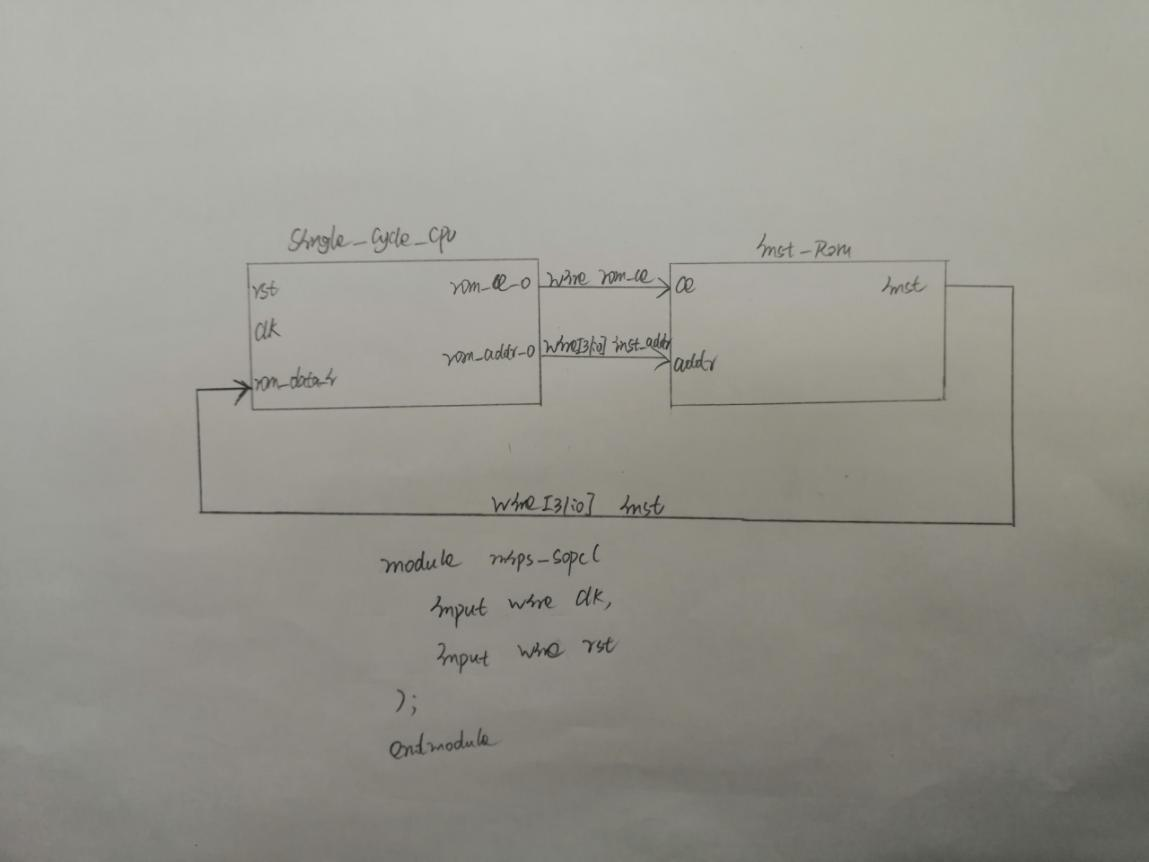 Single_Cycle_CPU
Inst_Rom
rst
rom_ce_o
wire rom_ce
ce
inst
clk
rom_addr_o
wire[31:0] inst_addr
addr
rom_data_i
wire[31:0] inst
module mips_sopc(
input wire clk,
input wire rst
);
endmodule